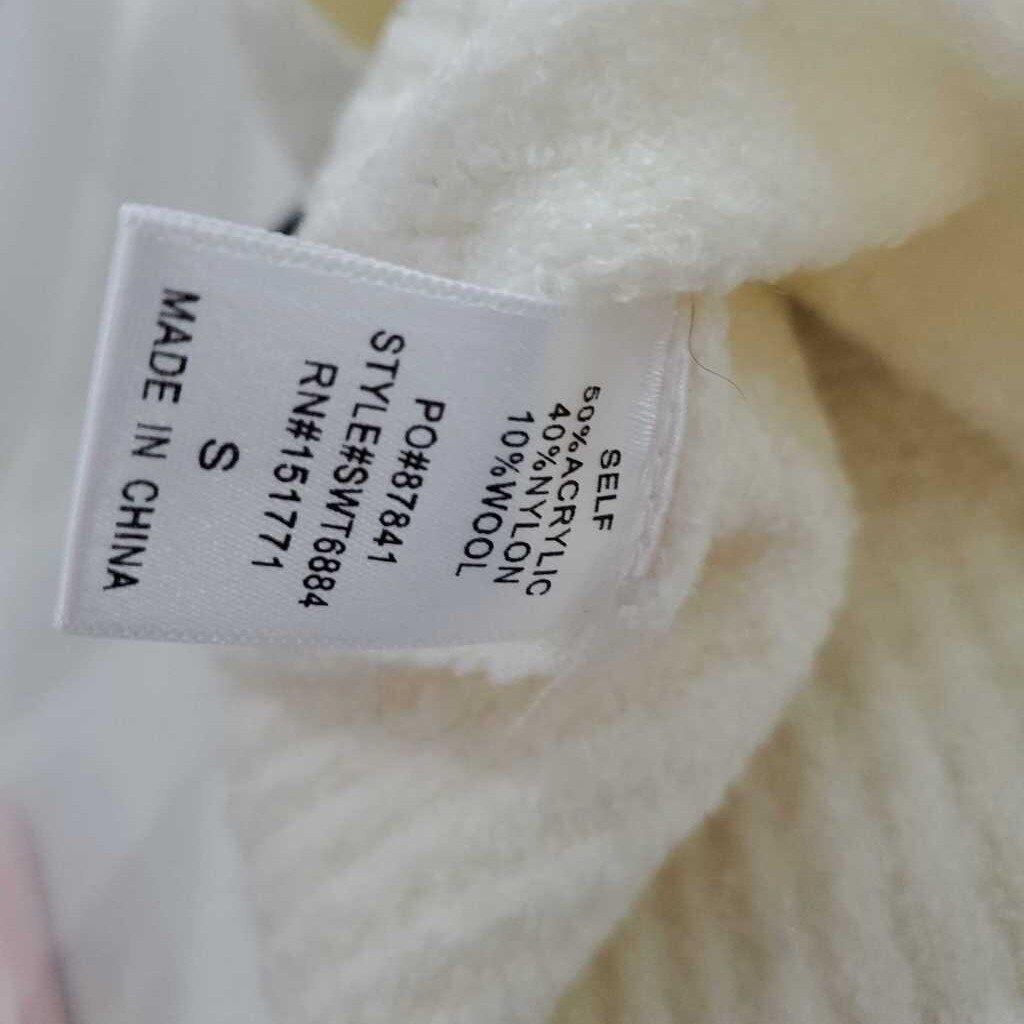 SELF
50%ACRYLIC
40%NYLON
10%WOOL
PO#87841
STYLE#SWT6884
RN#151771
S
MADE IN CHINA